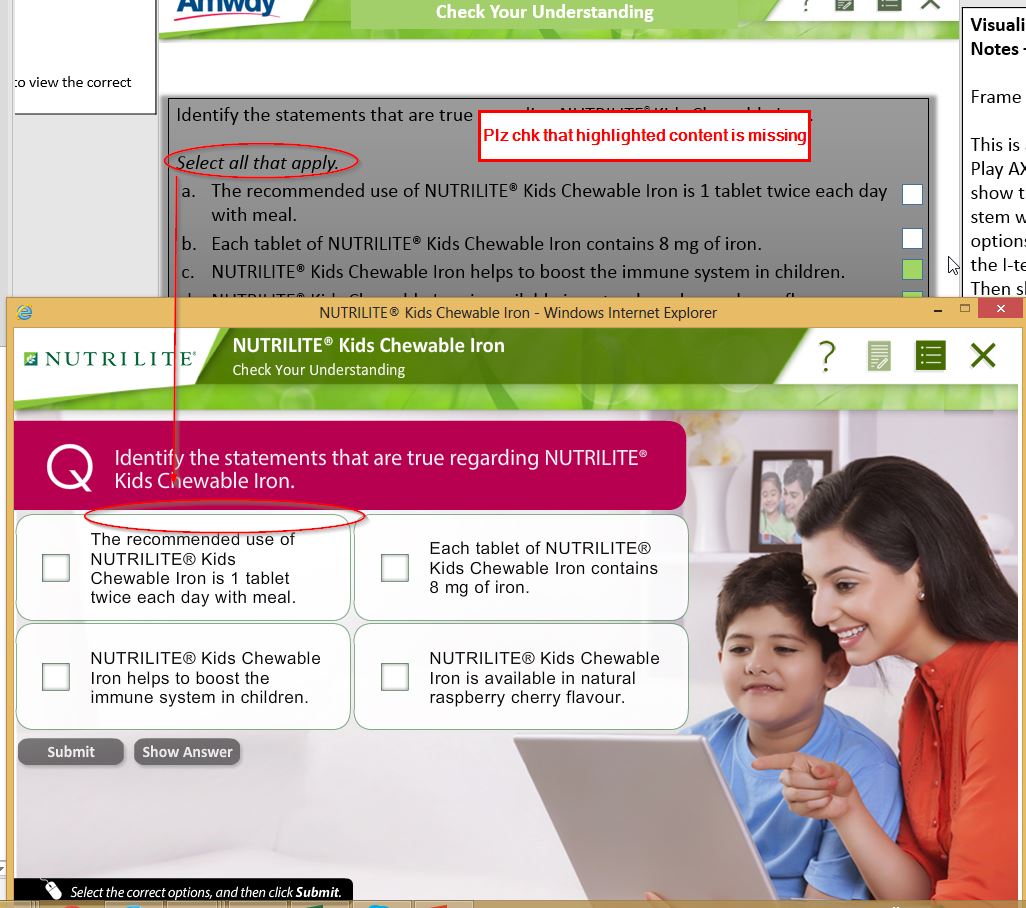 Amway
Check Your Understanding
?
Visuali
Notes -
to view the correct
Frame
Identify the statements that are true
Plz chk that highlighted content is missing
This is
Play AX
show t
stem w
options
the I-te
Then sl
Select all that apply.
a. The recommended use of NUTRILITE® Kids Chewable Iron is 1 tablet twice each day
with meal.
b. Each tablet of NUTRILITE® Kids Chewable Iron contains 8 mg of iron.
c. NUTRILITE® Kids Chewable Iron helps to boost the immune system in children.
NUTRILITE® Kids Chewable Iron - Windows Internet Explorer
NUTRILITE®
NUTRILITE® Kids Chewable Iron
Check Your Understanding
?
Q
Identify the statements that are true regarding NUTRILITE®
Kids Chewable Iron.
The recommended use of
NUTRILITE® Kids
Chewable Iron is 1 tablet
twice each day with meal.
Each tablet of NUTRILITE®
Kids Chewable Iron contains
8 mg of iron.
NUTRILITE® Kids Chewable
Iron helps to boost the
immune system in children.
NUTRILITE® Kids Chewable
Iron is available in natural
raspberry cherry flavour.
Submit
Show Answer
Select the correct options, and then click Submit.